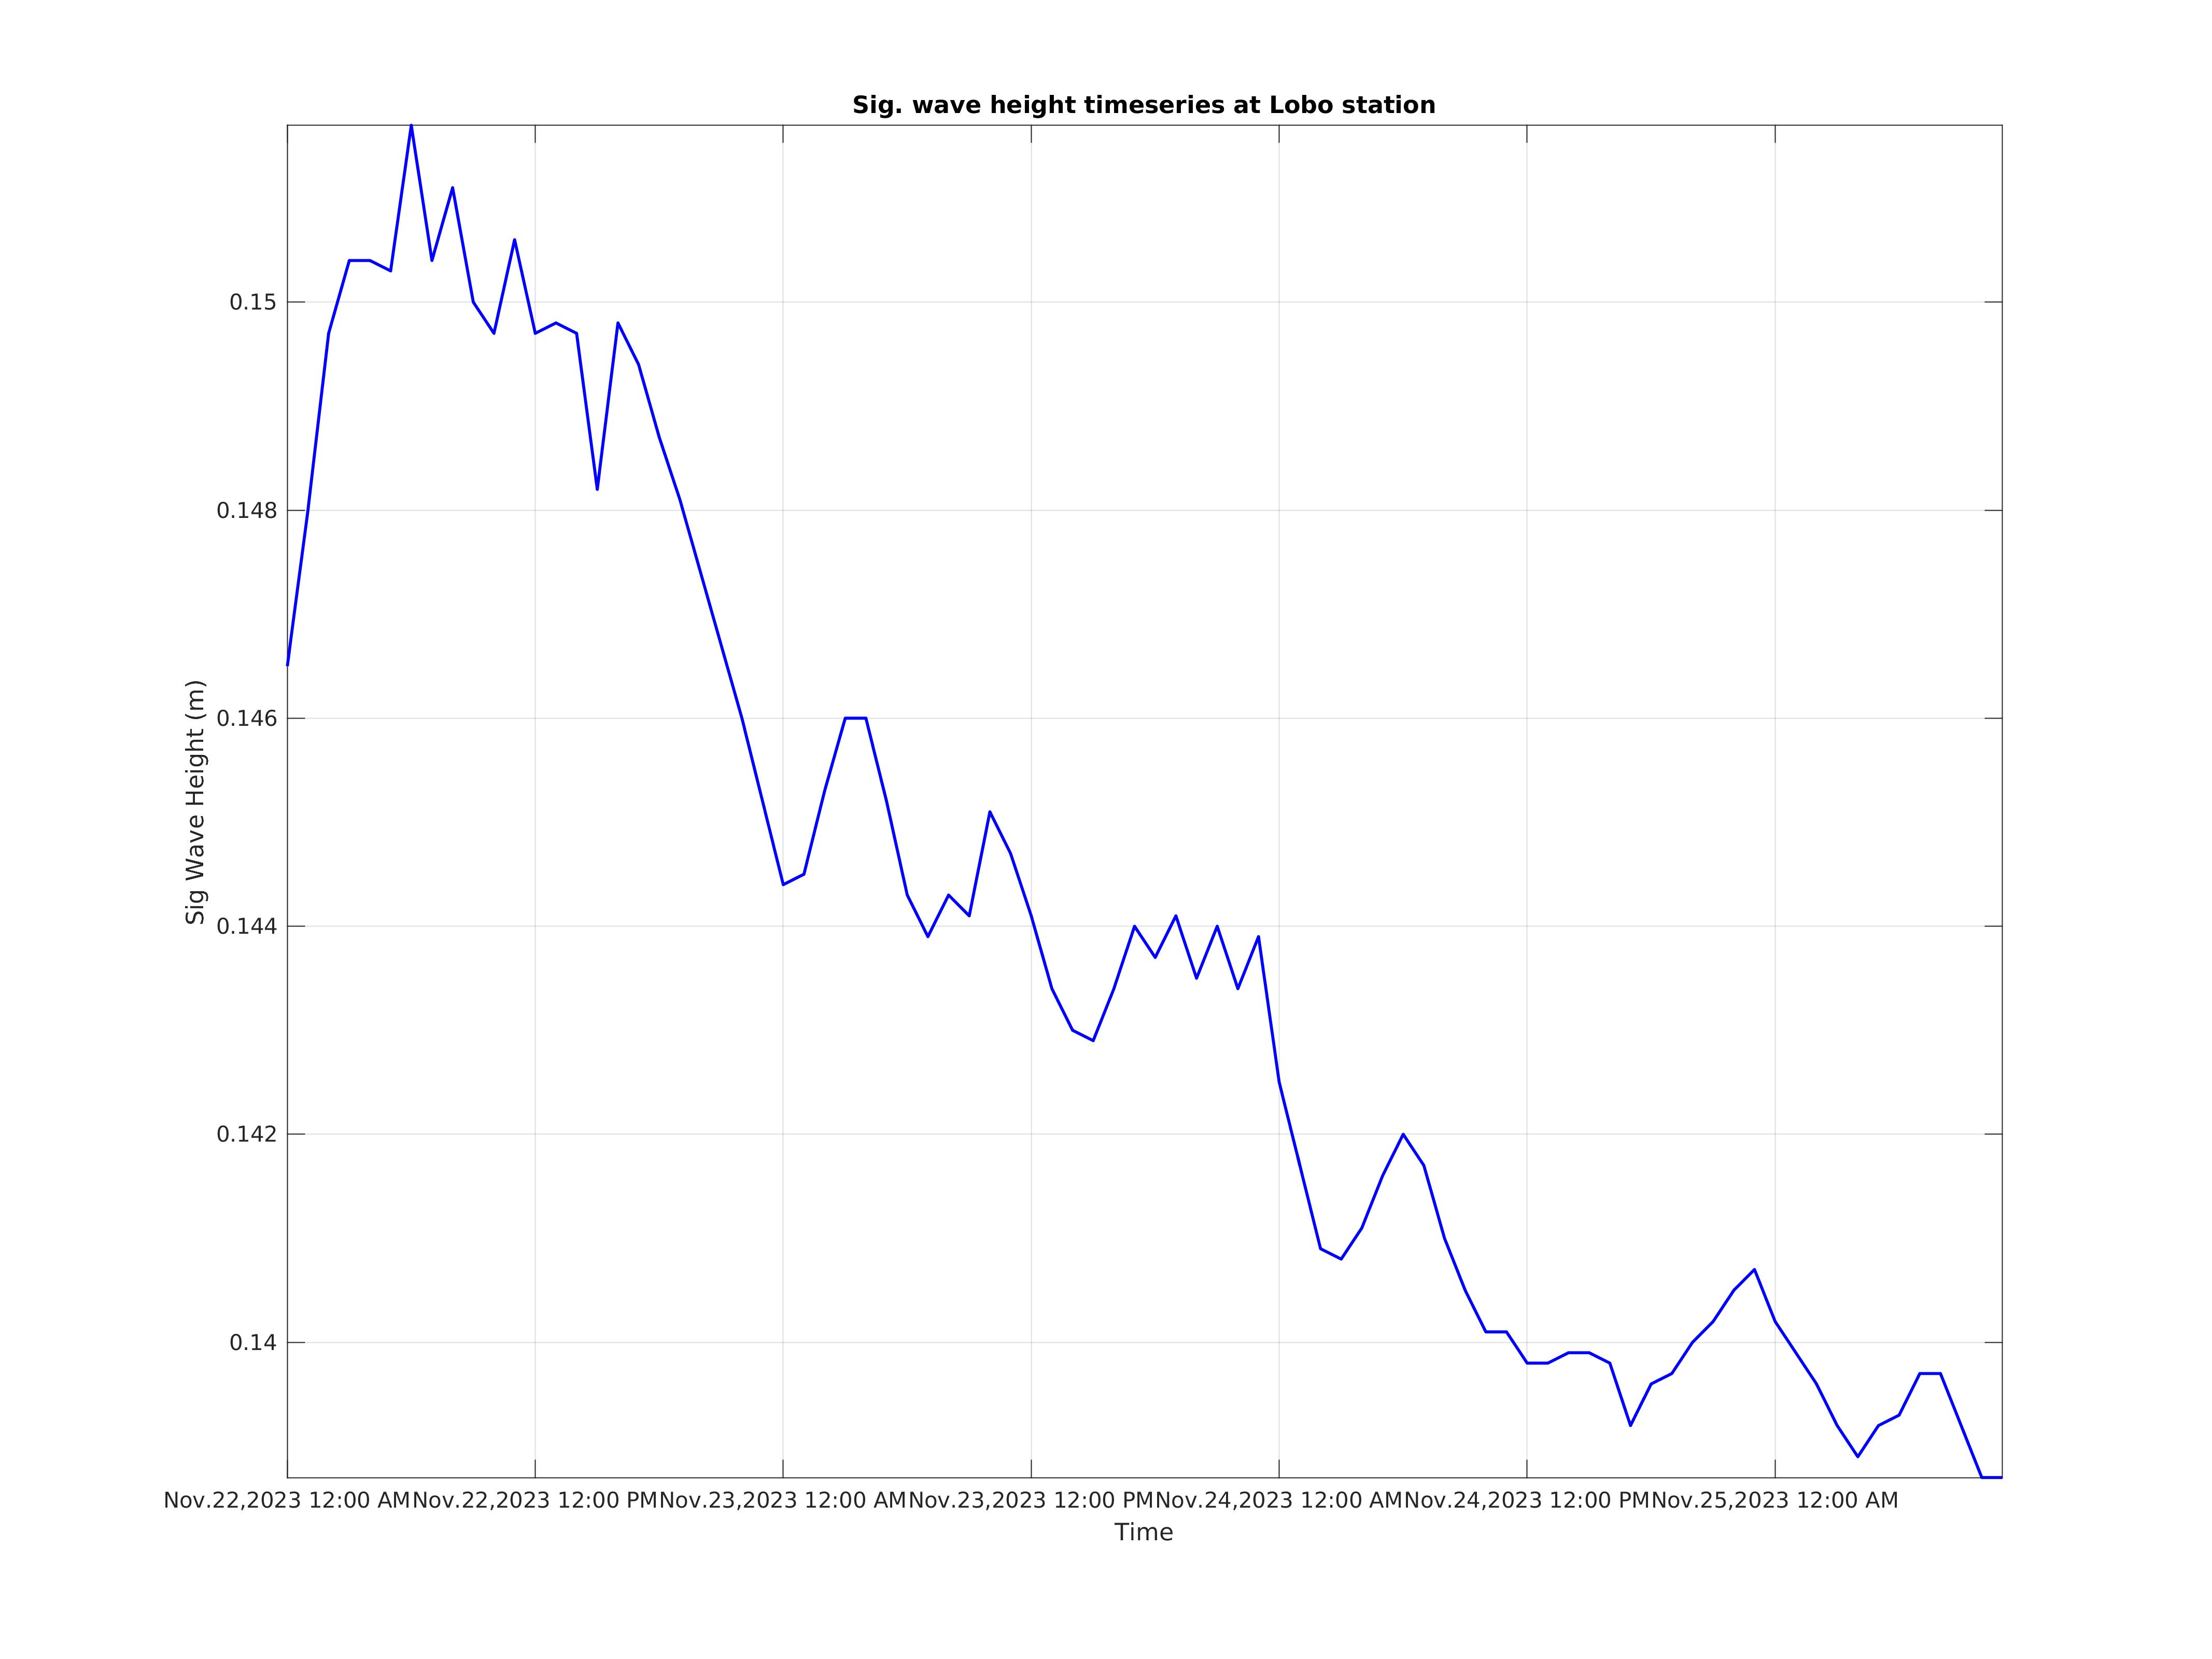 Sig. wave height timeseries at Lobo station
0.15
0.148
0.146
0.144
0.142
0.14
Sig Wave Height (m)
Nov.22,2023 12:00 AM Nov.22,2023 12:00 PM Nov.23,2023 12:00 AM Nov.23,2023 12:00 PM Nov.24,2023 12:00 AM Nov.24,2023 12:00 PM Nov.25,2023 12:00 AM
Time